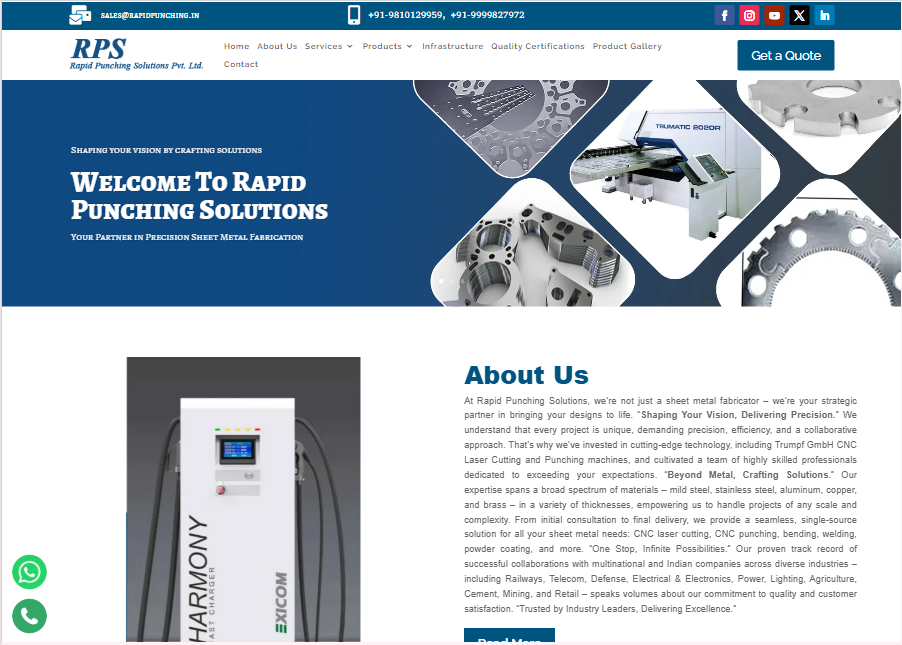 SALES@RAPIDPUNCHING.IN
+91-9810129959, +91-9999827972
f
X
in
RPS
Rapid Punching Solutions Pvt. Ltd.
Home About Us Services Products Infrastructure Quality Certifications Product Gallery
Contact
Get a Quote
TRUMATIC 2020R
Shaping your vision by crafting solutions
Welcome To Rapid
Punching Solutions
Your Partner in Precision Sheet Metal Fabrication
HARMONY
FAST CHARGER
EXICOM
About Us
At Rapid Punching Solutions, we’re not just a sheet metal fabricator – we’re your strategic
partner in bringing your designs to life. “Shaping Your Vision, Delivering Precision.” We
understand that every project is unique, demanding precision, efficiency, and a collaborative
approach. That’s why we’ve invested in cutting-edge technology, including Trumpf GmbH CNC
Laser Cutting and Punching machines, and cultivated a team of highly skilled professionals
dedicated to exceeding your expectations. “Beyond Metal, Crafting Solutions.” Our
expertise spans a broad spectrum of materials – mild steel, stainless steel, aluminum, copper,
and brass – in a variety of thicknesses, empowering us to handle projects of any scale and
complexity. From initial consultation to final delivery, we provide a seamless, single-source
solution for all your sheet metal needs: CNC laser cutting, CNC punching, bending, welding,
powder coating, and more. “One Stop, Infinite Possibilities.” Our proven track record of
successful collaborations with multinational and Indian companies across diverse industries –
including Railways, Telecom, Defense, Electrical & Electronics, Power, Lighting, Agriculture,
Cement, Mining, and Retail – speaks volumes about our commitment to quality and customer
satisfaction. “Trusted by Industry Leaders, Delivering Excellence.”
Read More